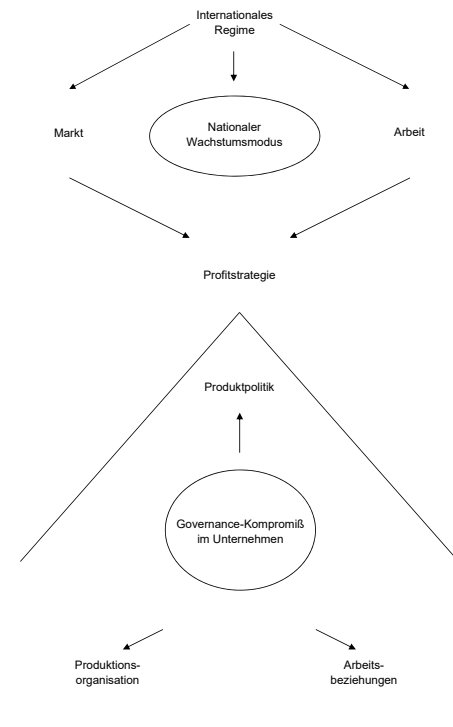 Internationales
Regime
Markt
Nationaler
Wachstumsmodus
Arbeit
Profitstrategie
Produktpolitik
Governance-Kompromiß
im Unternehmen
Produktions-
organisation
Arbeits-
beziehungen